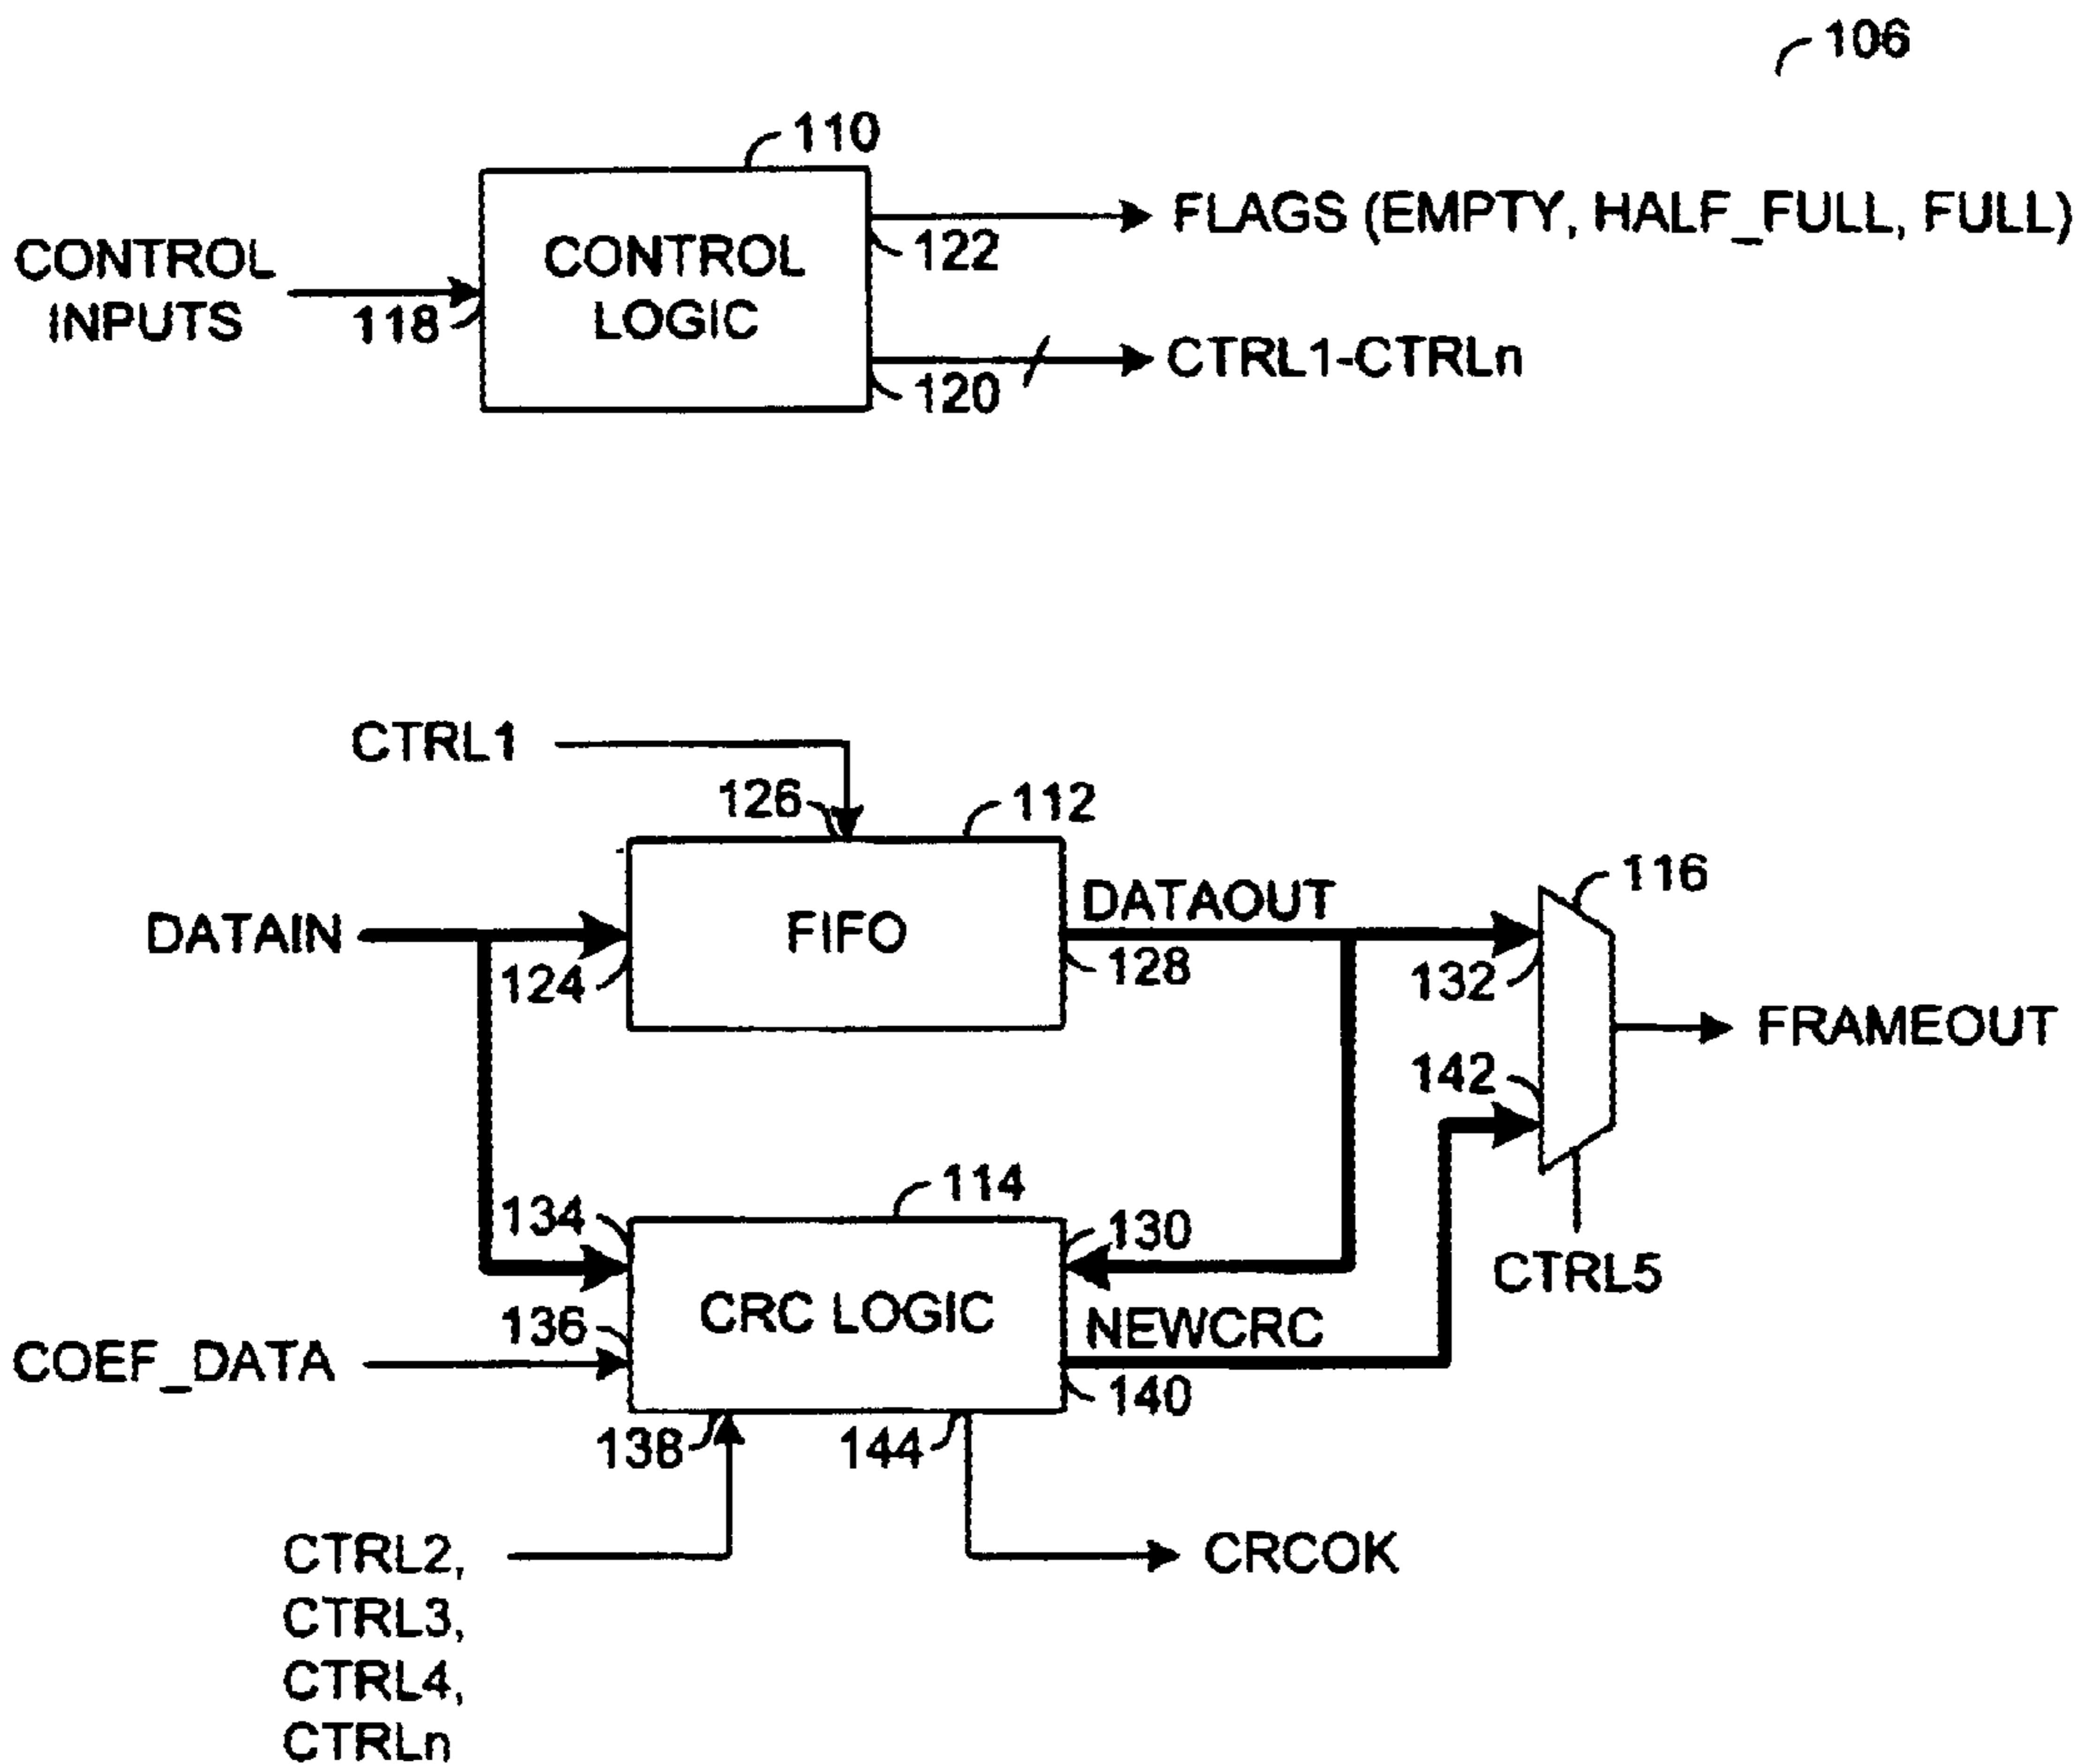 106
110
CONTROL
INPUTS
118
CONTROL
LOGIC
FLAGS (EMPTY, HALF_FULL, FULL)
122
CTRL1-CTRLn
120
CTRL1
126
112
116
DATAIN
124
FIFO
DATAOUT
128
132
FRAMEOUT
142
114
134
130
CTRL5
CRC LOGIC
136
NEWCRC
COEF_DATA
140
138
144
CTRL2,
CTRL3,
CTRL4,
CTRLn
CRCOK